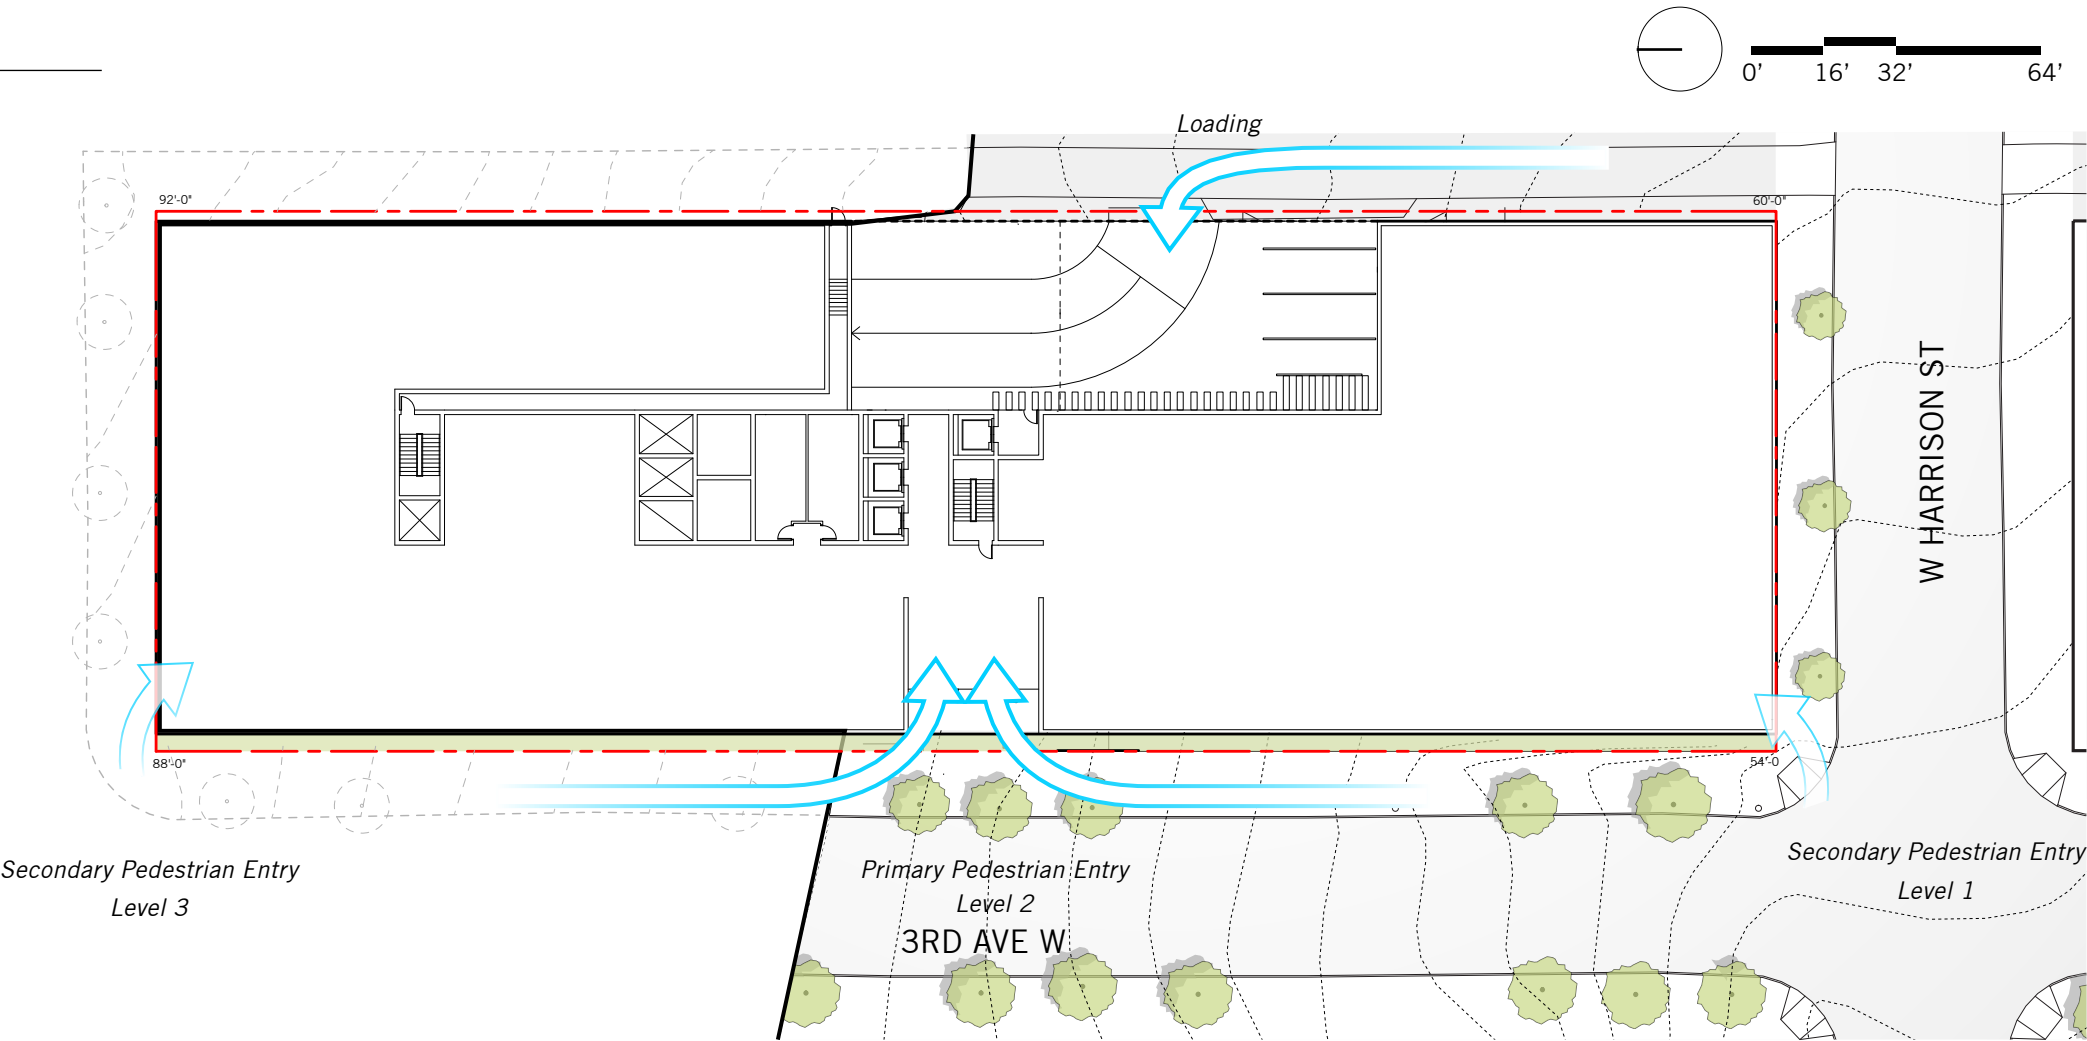 0' 16' 32' 64'
Loading
92'-0"
60'-0"
W HARRISON ST
88'-0"
54'-0
Secondary Pedestrian Entry
Level 3
Primary Pedestrian Entry
Level 2
3RD AVE W
Secondary Pedestrian Entry
Level 1